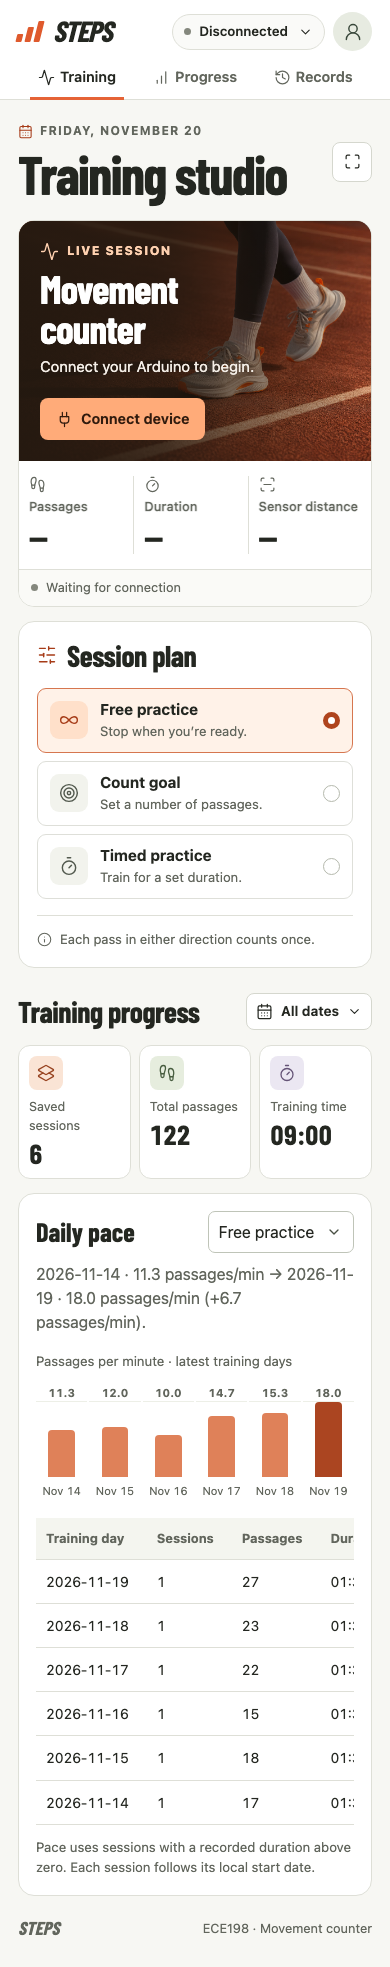 STEPS
Disconnected
Training
Progress
Records
FRIDAY, NOVEMBER 20
Training studio
LIVE SESSION
Movement
counter
Connect your Arduino to begin.
Connect device
Passages
Duration
Sensor distance
— — —
Waiting for connection
Session plan
Free practice
Stop when you're ready.
Count goal
Set a number of passages.
Timed practice
Train for a set duration.
Each pass in either direction counts once.
Training progress
All dates
Saved
sessions
6
Total passages
122
Training time
09:00
Daily pace
Free practice
2026-11-14 · 11.3 passages/min → 2026-11-
19 · 18.0 passages/min (+6.7
passages/min).
Passages per minute · latest training days
11.3 12.0 10.0 14.7 15.3 18.0
Nov 14 Nov 15 Nov 16 Nov 17 Nov 18 Nov 19
Training day Sessions Passages
2026-11-19 1 27
2026-11-18 1 23
2026-11-17 1 22
2026-11-16 1 15
2026-11-15 1 18
2026-11-14 1 17
Pace uses sessions with a recorded duration above
zero. Each session follows its local start date.
STEPS
ECE198 · Movement counter